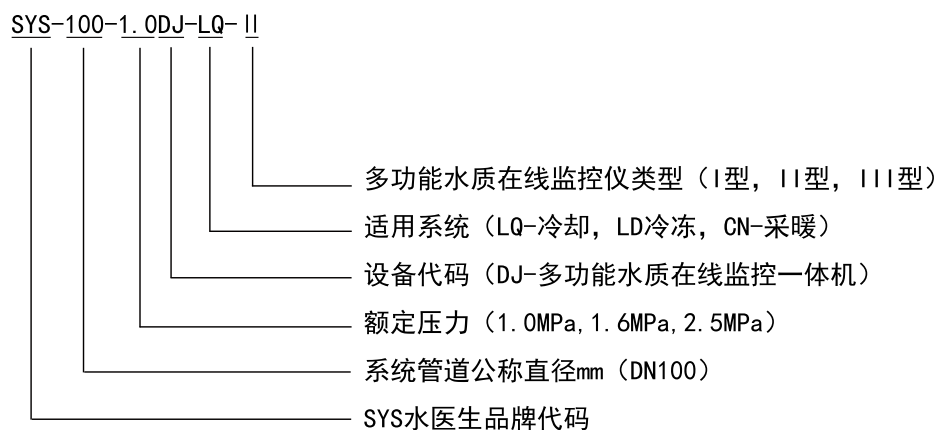 SYS-100-1.0DJ-LQ-II
多功能水质在线监控仪类型（I型，II型，III型）
适用系统（LQ-冷却，LD冷冻，CN-采暖）
设备代码（DJ-多功能水质在线监控一体机）
额定压力（1.0MPa,1.6MPa,2.5MPa）
系统管道公称直径mm（DN100）
SYS水医生品牌代码